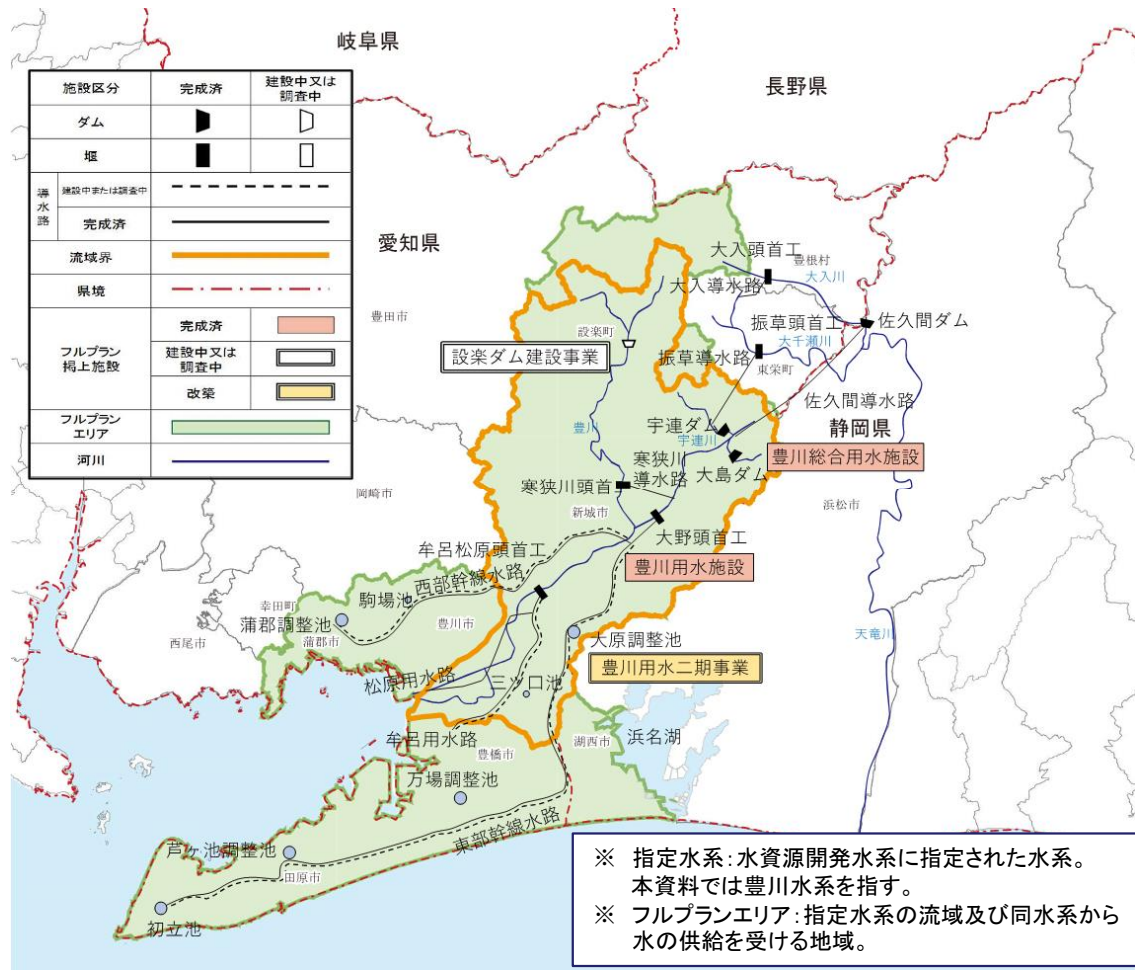 岐阜県
長野県
愛知県
静岡県
施設区分
完成済
建設中又は
調査中
ダム
堰
導水路
建設中または調査中
完成済
流域界
県境
フルプラン
掲上施設
完成済
建設中又は
調査中
改築
フルプラン
エリア
河川
大入頭首工
豊根村
大入川
大入導水路
豊田市
設楽町
振草頭首工
佐久間ダム
大千瀬川
設楽ダム建設事業
振草導水路
東栄町
佐久間導水路
豊川
宇連ダム
宇連川
寒狭川
導水路
大島ダム
豊川総合用水施設
岡崎市
寒狭川頭首工
浜松市
新城市
大野頭首工
牟呂松原頭首工
豊川用水施設
西部幹線水路
駒場池
幸田町
蒲郡調整池
豊川市
西尾市
蒲郡市
大原調整池
天竜川
豊川用水二期事業
松原用水路
三ツ口池
牟呂用水路
湖西市
浜名湖
豊橋市
万場調整池
東部幹線水路
芦ヶ池調整池
田原市
初立池
※ 指定水系:水資源開発水系に指定された水系。
本資料では豊川水系を指す。
※ フルプランエリア:指定水系の流域及び同水系から
水の供給を受ける地域。